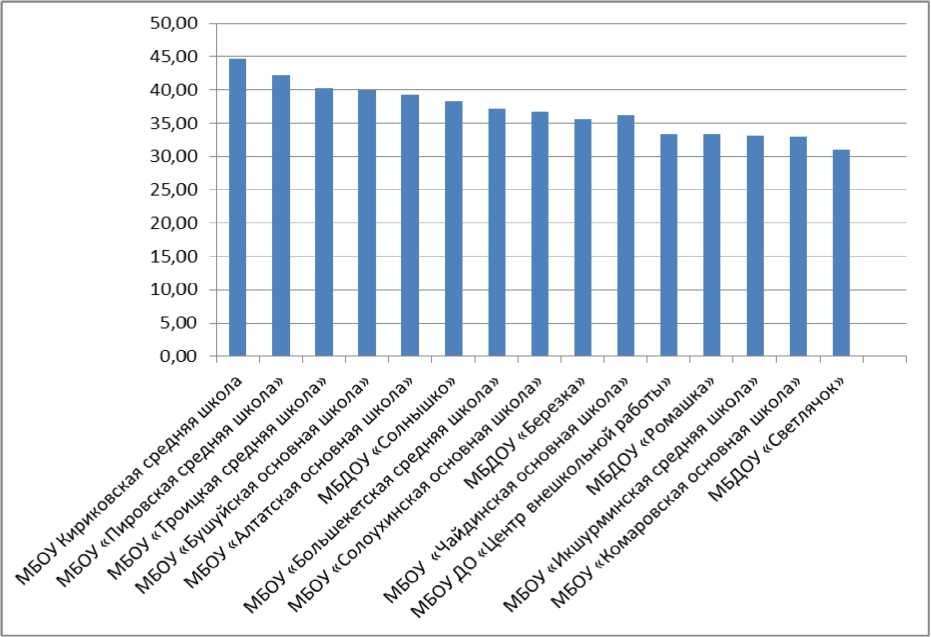 50,00
45,00
40,00
35,00
30,00
25,00
20,00
15,00
10,00
5,00
0,00
МБОУ Кириковская средняя школа
МБОУ «Пировская средняя школа»
МБОУ «Троицкая средняя школа»
МБОУ «Бушуйская основная школа»
МБОУ «Алтатская основная школа»
МБДОУ «Солнышко»
МБОУ «Большекетская средняя школа»
МБОУ «Солоухинская основная школа»
МБДОУ «Березка»
МБОУ «Чайдинская основная школа»
МБОУ ДО «Центр внешкольной работы»
МБДОУ «Ромашка»
МБОУ «Икшурминская средняя школа»
МБОУ «Комаровская основная школа»
МБДОУ «Светлячок»